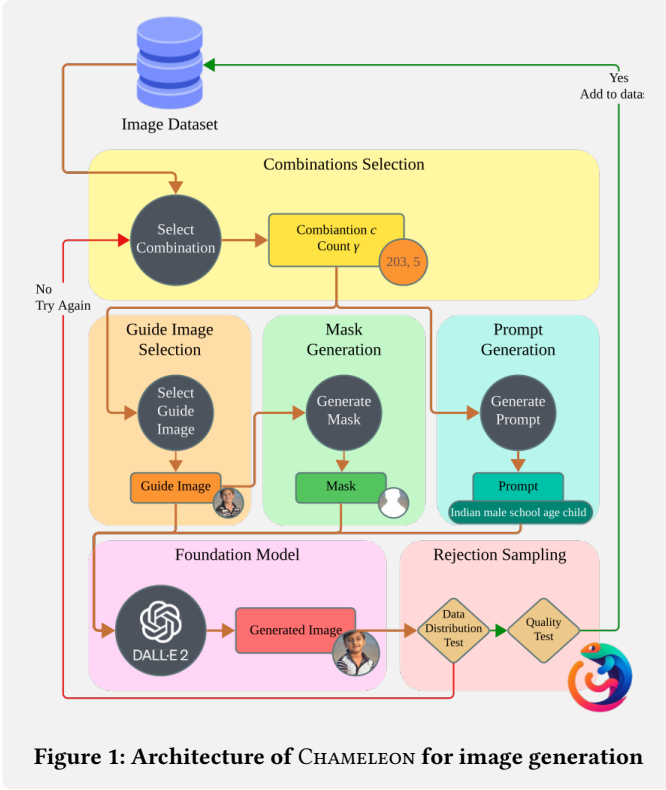 Image Dataset
Yes
Add to datas
Combinations Selection
Select
Combination
Combiantion c
Count γ
203, 5
No
Try Again
Guide Image
Selection
Select
Guide
Image
Guide Image
Mask
Generation
Generate
Mask
Mask
Prompt
Generation
Generate
Prompt
Prompt
Indian male school age child
Foundation Model
DALL·E 2
Generated Image
Rejection Sampling
Data
Distribution
Test
Quality
Test
Figure 1: Architecture of CHAMELEON for image generation